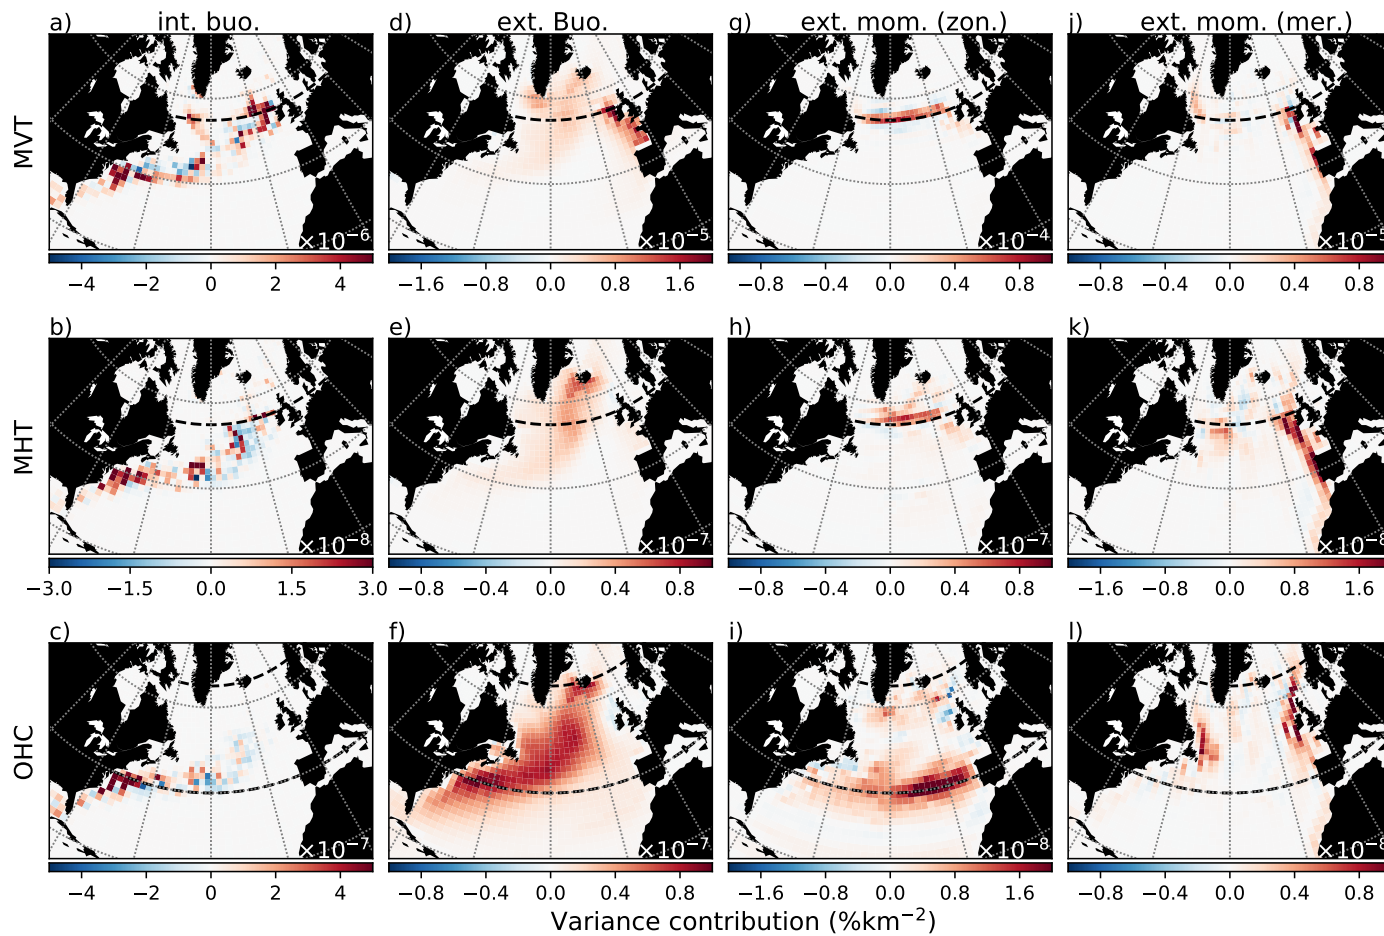 a) int. buo. d) ext. Buo. g) ext. mom. (zon.) j) ext. mom. (mer.)
MVT
×10⁻⁶ ×10⁻⁵ ×10⁻⁴ ×10⁻⁵
−4 −2 0 2 4 −1.6 −0.8 0.0 0.8 1.6 −0.8 −0.4 0.0 0.4 0.8 −0.8 −0.4 0.0 0.4 0.8
b) e) h) k)
MHT
×10⁻⁸ ×10⁻⁷ ×10⁻⁷ ×10⁻⁸
−3.0 −1.5 0.0 1.5 3.0 −0.8 −0.4 0.0 0.4 0.8 −0.8 −0.4 0.0 0.4 0.8 −1.6 −0.8 0.0 0.8 1.6
c) f) i) l)
OHC
×10⁻⁷ ×10⁻⁷ ×10⁻⁸ ×10⁻⁸
−4 −2 0 2 4 −0.8 −0.4 0.0 0.4 0.8 −1.6 −0.8 0.0 0.8 1.6 −0.8 −0.4 0.0 0.4 0.8
Variance contribution (%km⁻²)